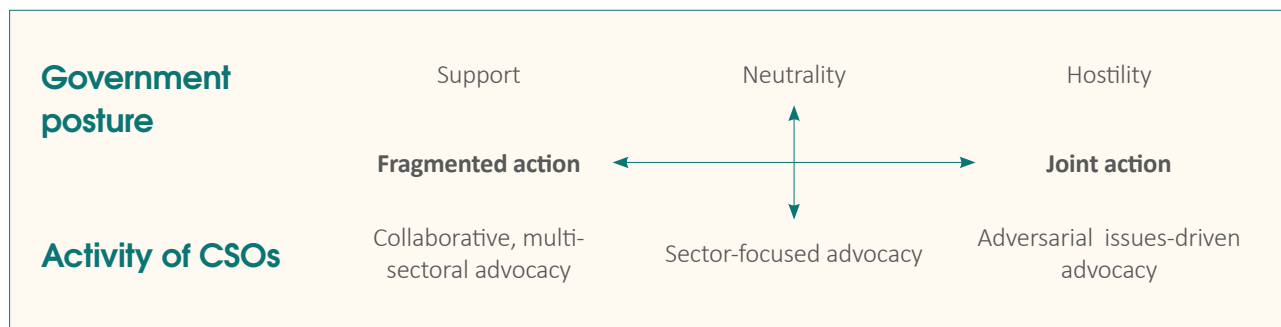 Government posture
Support
Neutrality
Hostility
Fragmented action
Joint action
Activity of CSOs
Collaborative, multi-
sectoral advocacy
Sector-focused advocacy
Adversarial issues-driven
advocacy